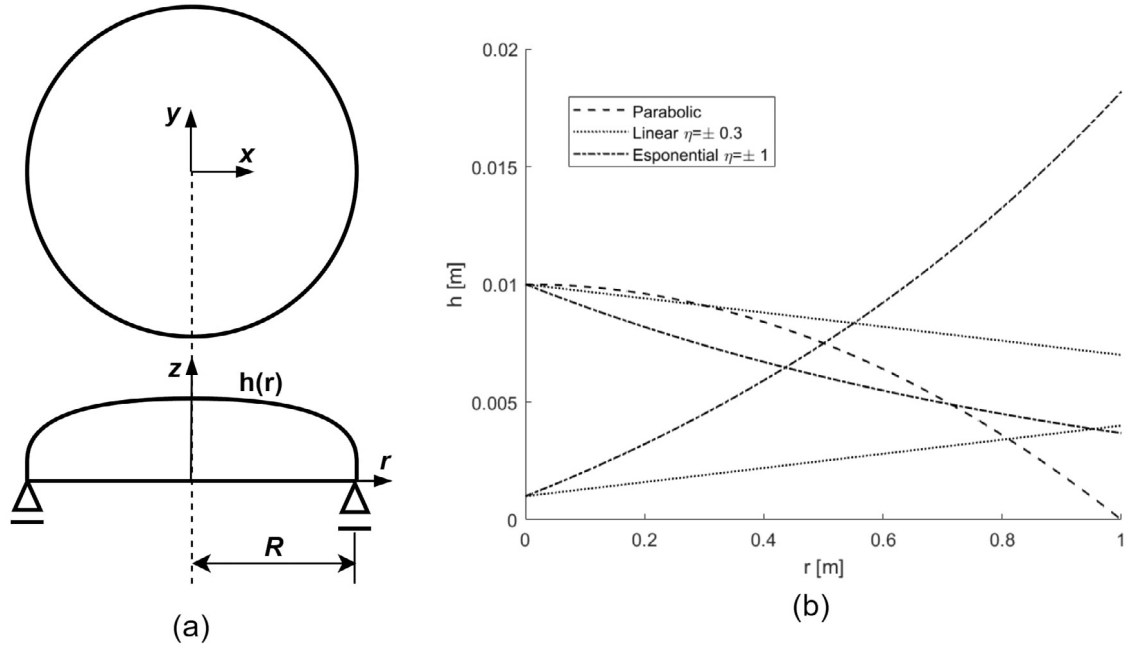 y
x
z
h(r)
r
R
(a)
0.02
0.015
0.01
0.005
0
h [m]
Parabolic
Linear η=± 0.3
Esponential η=± 1
0 0.2 0.4 0.6 0.8 1
r [m]
(b)